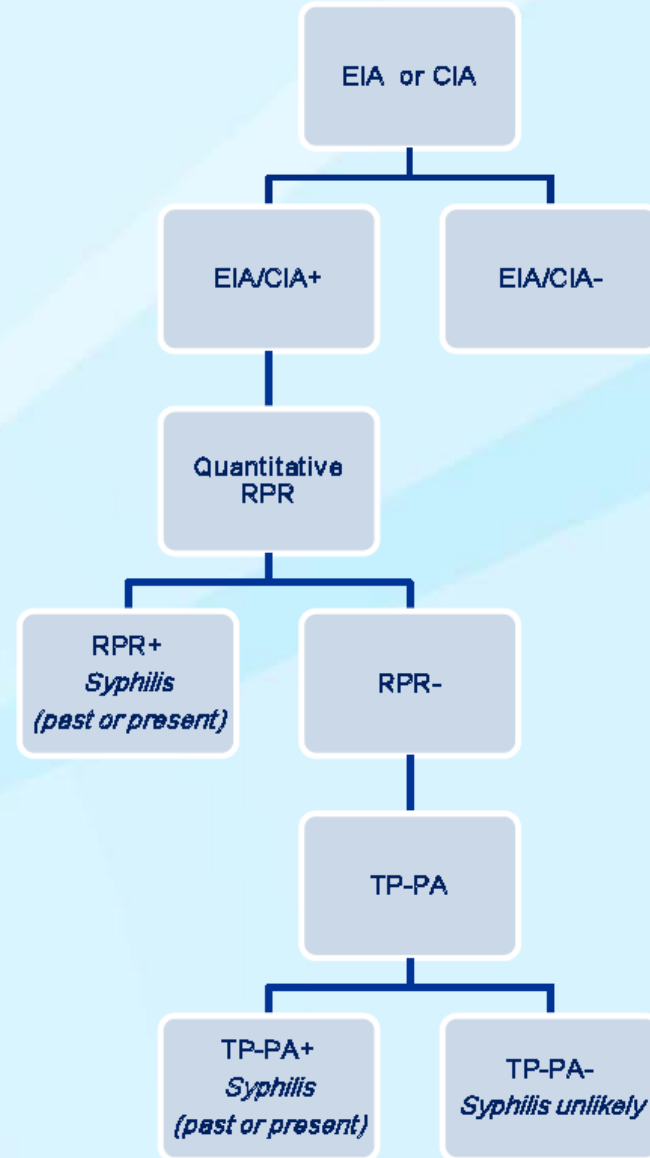 EIA or CIA
EIA/CIA+
EIA/CIA-
Quantitative
RPR
RPR+
Syphilis
(past or present)
RPR-
TP-PA
TP-PA+
Syphilis
(past or present)
TP-PA-
Syphilis unlikely